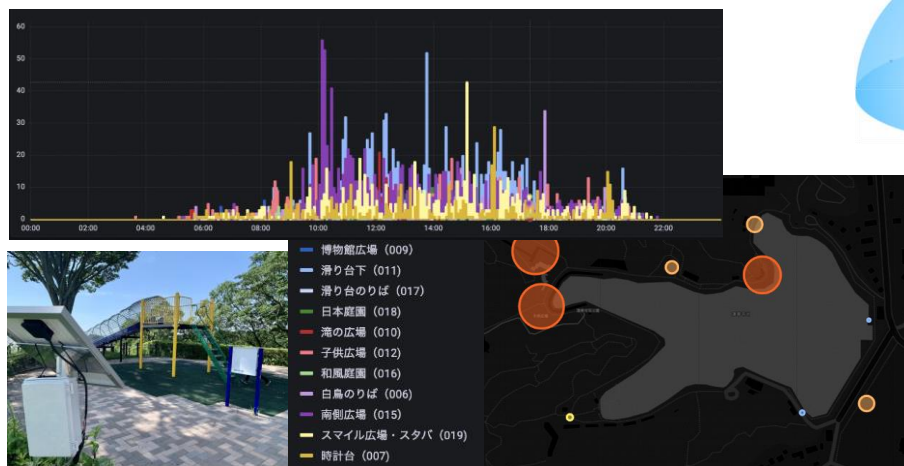 60
50
40
30
20
10
0
00:00 02:00 04:00 06:00 08:00 10:00 12:00 14:00 16:00 18:00 20:00 22:00
博物館広場（009）
滑り台下（011）
滑り台のりば（017）
日本庭園（018）
滝の広場（010）
子供広場（012）
和風庭園（016）
白鳥のりば（006）
南側広場（015）
スマイル広場・スタバ（019）
時計台（007）